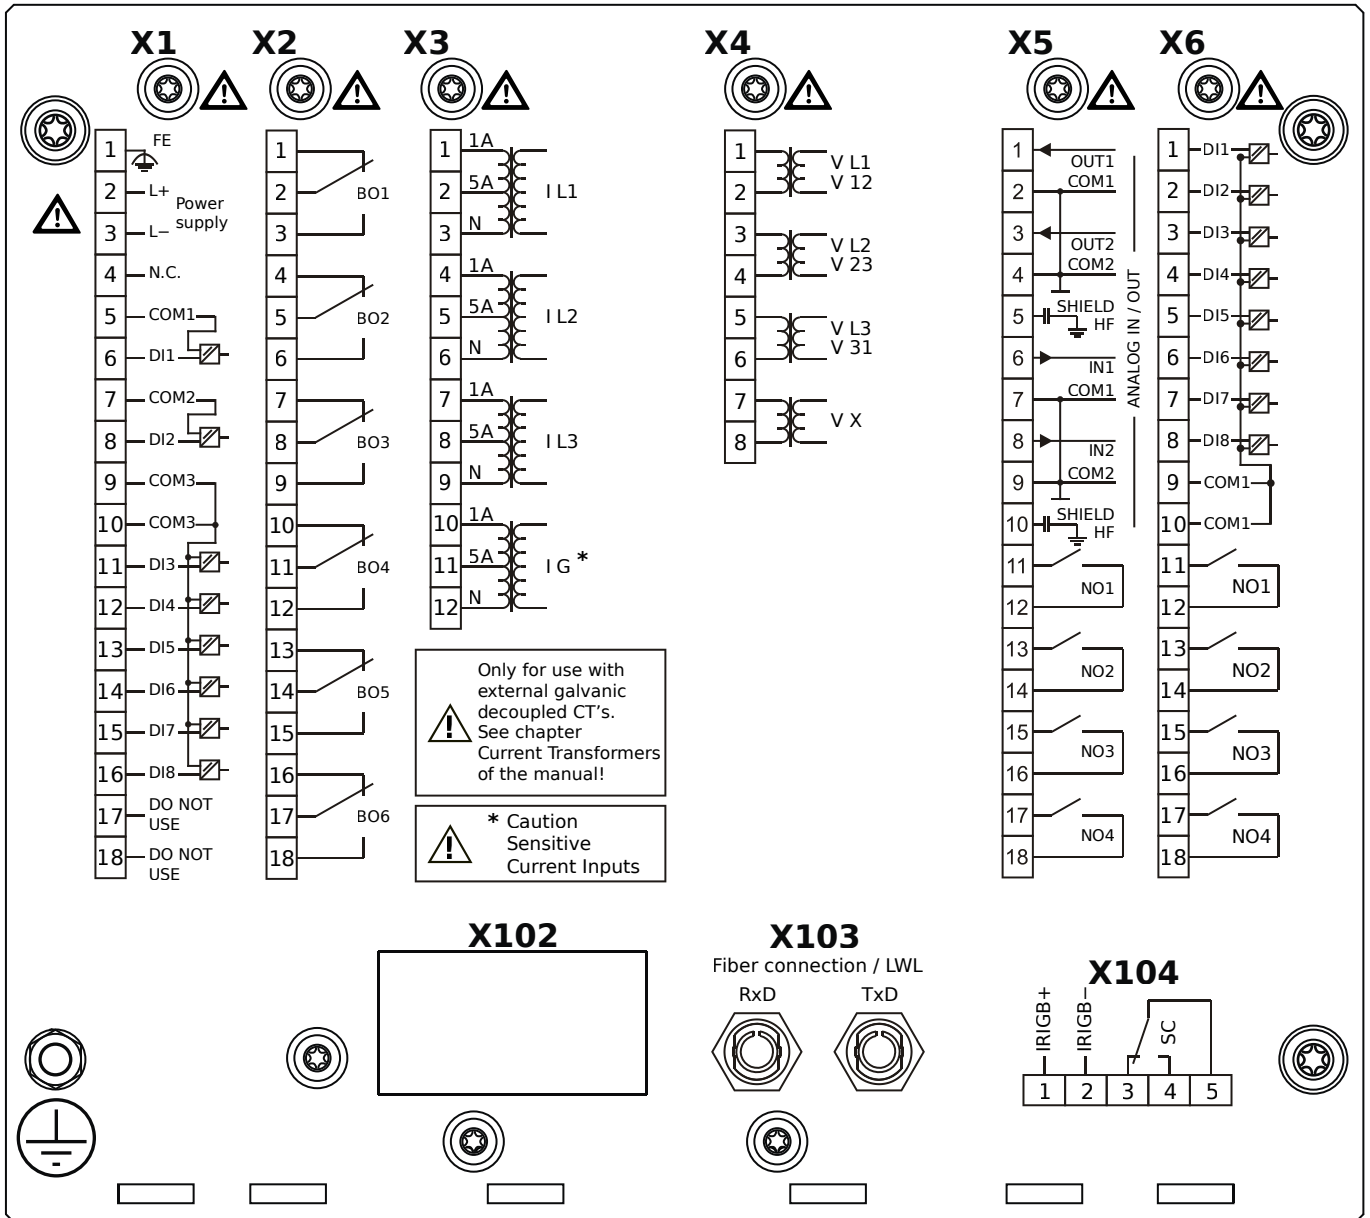 X1
X2
X3
X4
X5
X6
1 FE
2 L+
Power
supply
3 L−
4 N.C.
5 COM1
6 DI1
7 COM2
8 DI2
9 COM3
10 COM3
11 DI3
12 DI4
13 DI5
14 DI6
15 DI7
16 DI8
17 DO NOT
USE
18 DO NOT
USE
1
2 BO1
3
4
5 BO2
6
7
8 BO3
9
10
11 BO4
12
13
14 BO5
15
16
17 BO6
18
1 1A
2 5A I L1
3 N
4 1A
5 5A I L2
6 N
7 1A
8 5A I L3
9 N
10 1A
11 5A I G *
12 N
Only for use with
external galvanic
decoupled CT's.
See chapter
Current Transformers
of the manual!
* Caution
Sensitive
Current Inputs
1 V L1
2 V 12
3 V L2
4 V 23
5 V L3
6 V 31
7 V X
8
1 OUT1
2 COM1
3 OUT2
4 COM2
5 SHIELD
HF
6 IN1
7 COM1
8 IN2
9 COM2
10 SHIELD
HF
ANALOG IN / OUT
11
NO1
12
13
NO2
14
15
NO3
16
17
NO4
18
1 DI1
2 DI2
3 DI3
4 DI4
5 DI5
6 DI6
7 DI7
8 DI8
9 COM1
10 COM1
11
NO1
12
13
NO2
14
15
NO3
16
17
NO4
18
X102
X103
Fiber connection / LWL
RxD TxD
X104
IRIGB+
IRIGB−
SC
1 2 3 4 5